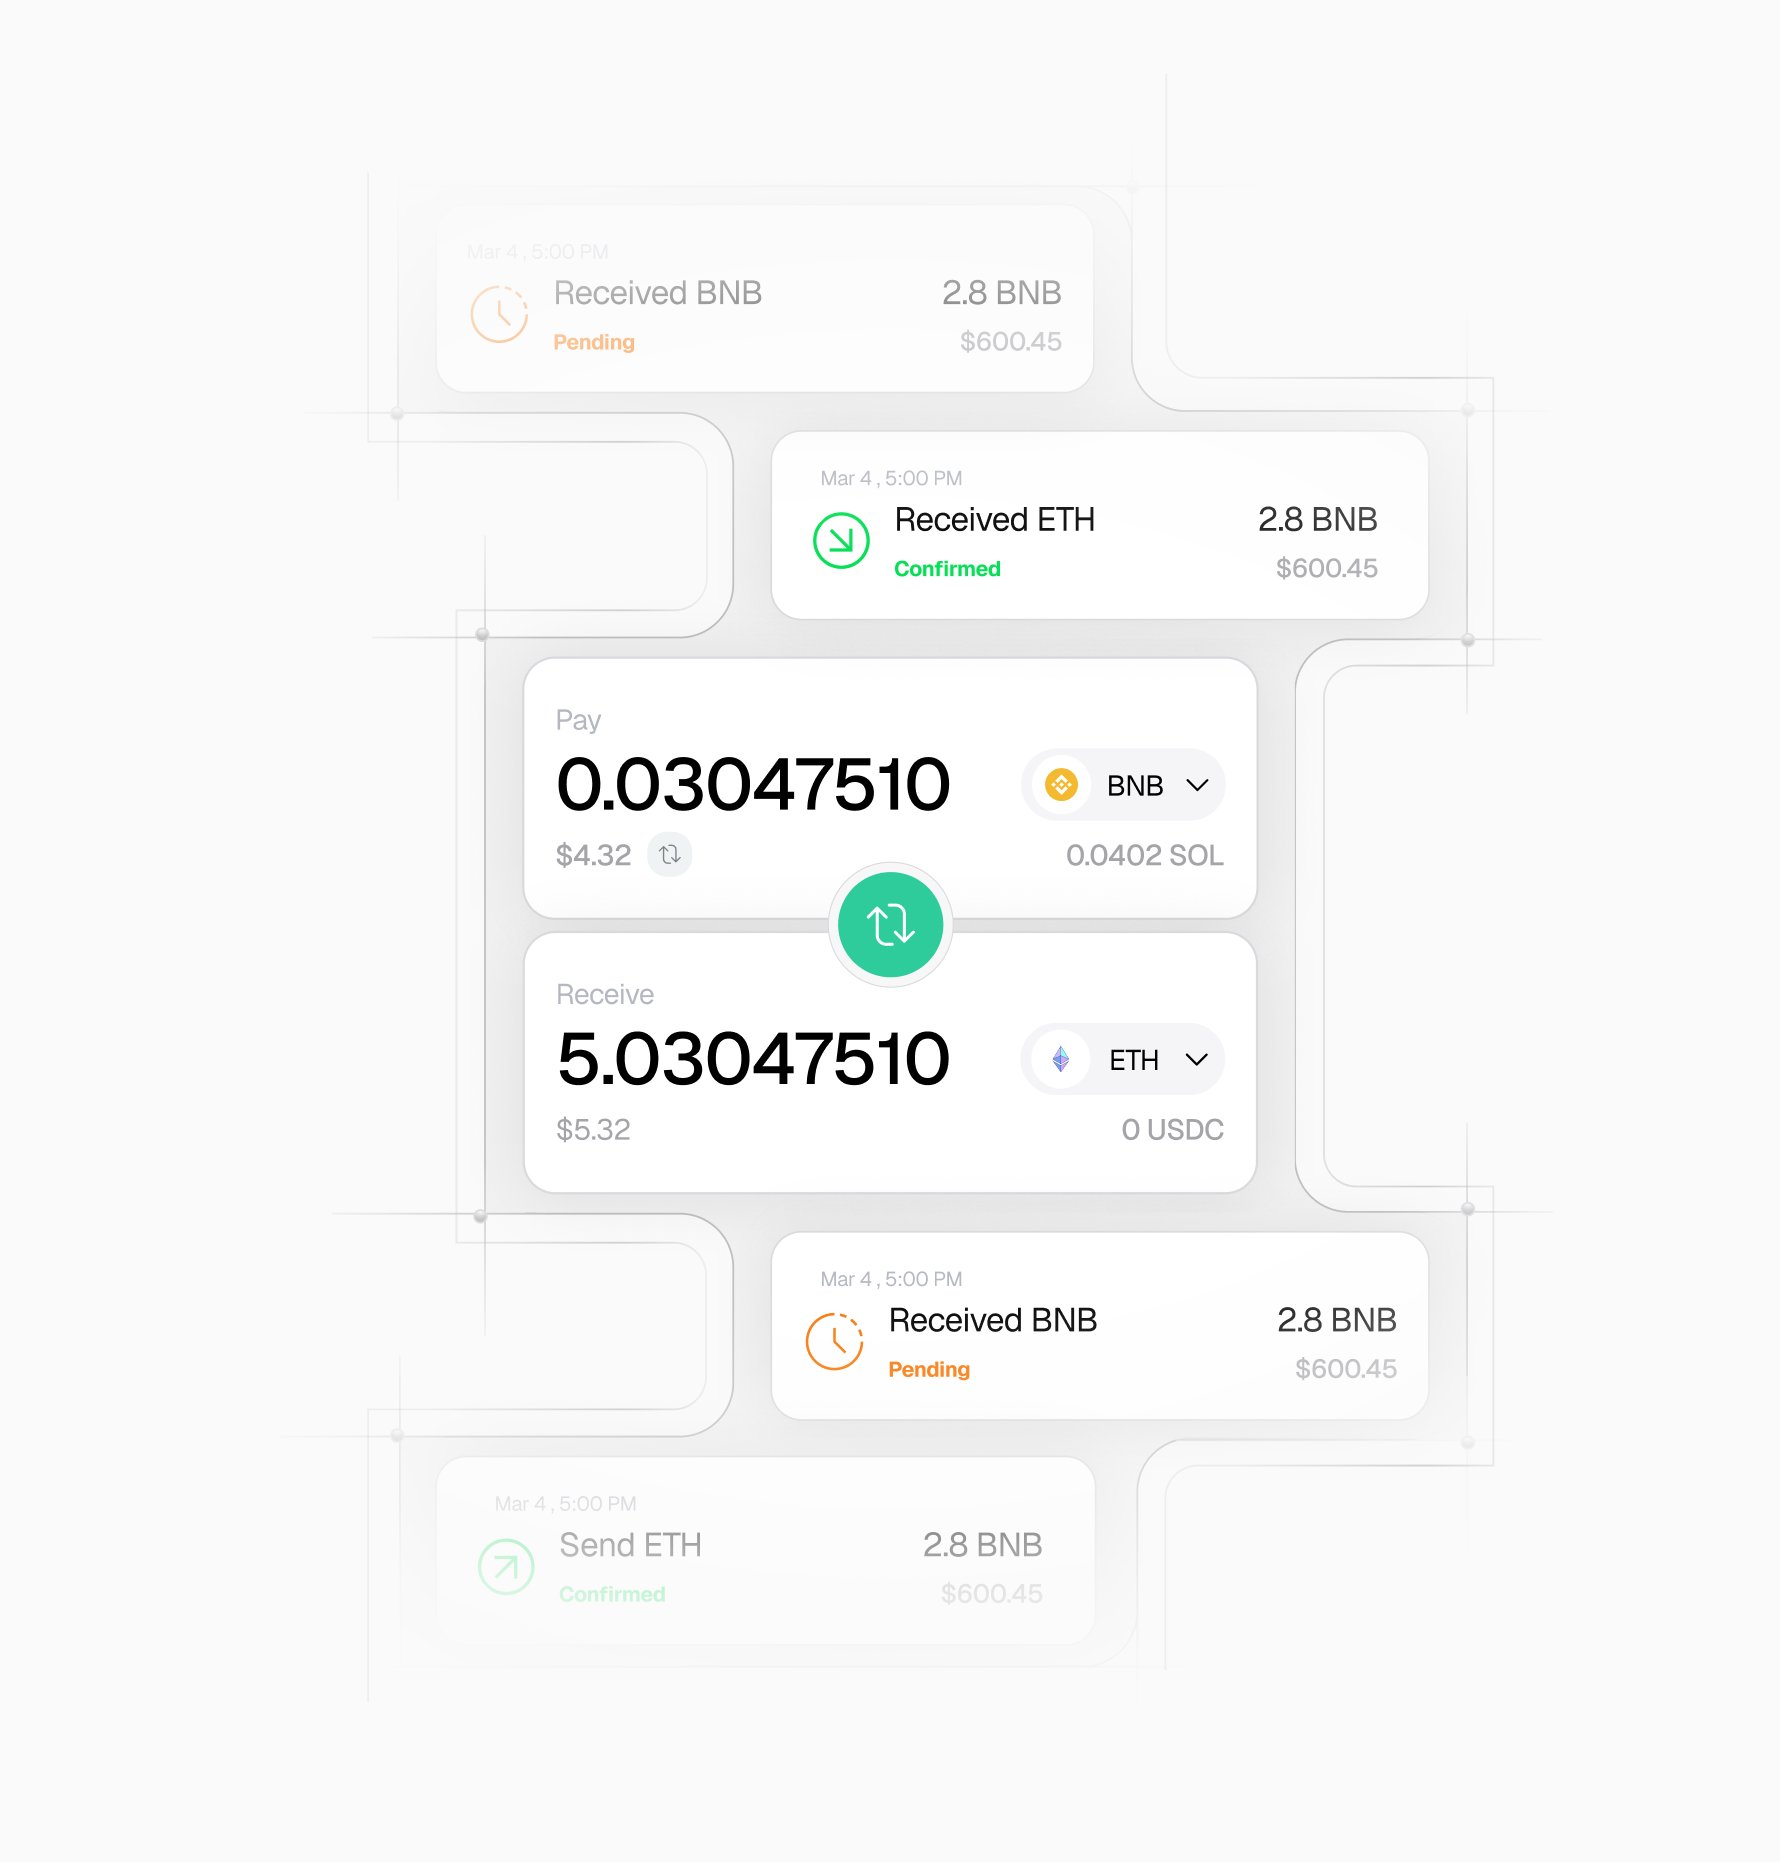 Mar 4 , 5:00 PM
Received BNB
2.8 BNB
Pending
$600.45
Mar 4 , 5:00 PM
Received ETH
2.8 BNB
Confirmed
$600.45
Pay
0.03047510
BNB
$4.32
0.0402 SOL
Receive
5.03047510
ETH
$5.32
0 USDC
Mar 4 , 5:00 PM
Received BNB
2.8 BNB
Pending
$600.45
Mar 4 , 5:00 PM
Send ETH
2.8 BNB
Confirmed
$600.45